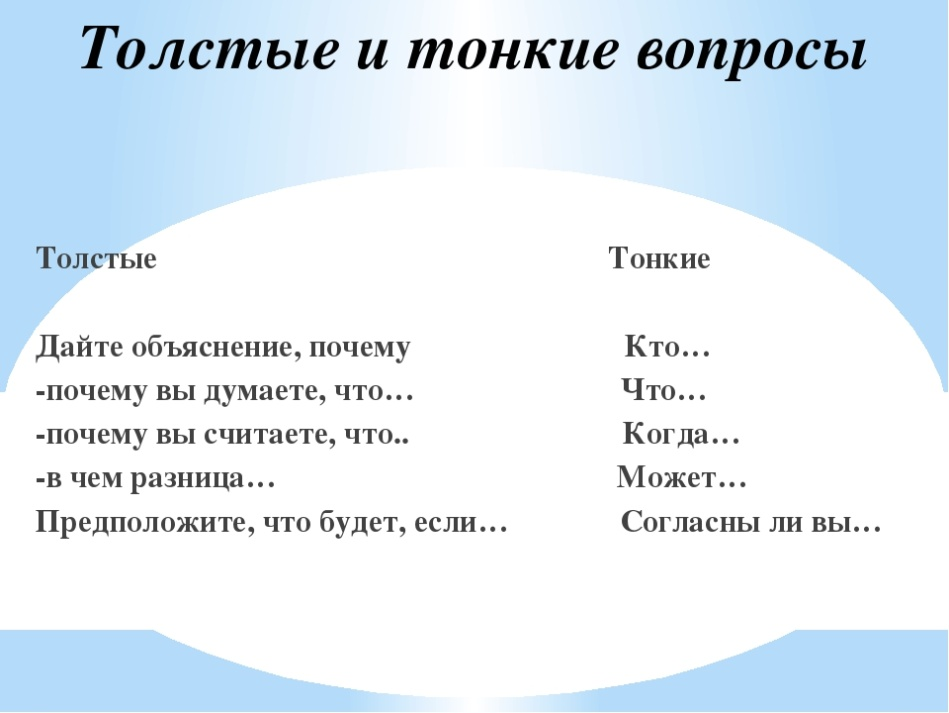 Толстые и тонкие вопросы
Толстые Тонкие
Дайте объяснение, почему Кто…
-почему вы думаете, что… Что…
-почему вы считаете, что.. Когда…
-в чем разница… Может…
Предположите, что будет, если… Согласны ли вы…